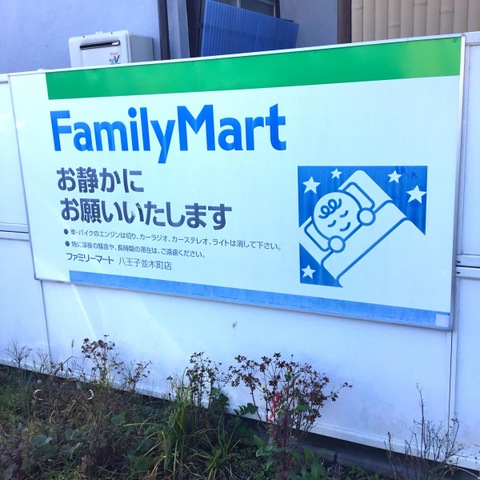 FamilyMart
お静かに
お願いいたします
●車・バイクのエンジンは切り、カーラジオ、カーステレオ、ライトは消して下さい。
●特に深夜の騒音や、長時間の滞在は、ご遠慮ください。
ファミリーマート 八王子並木町店